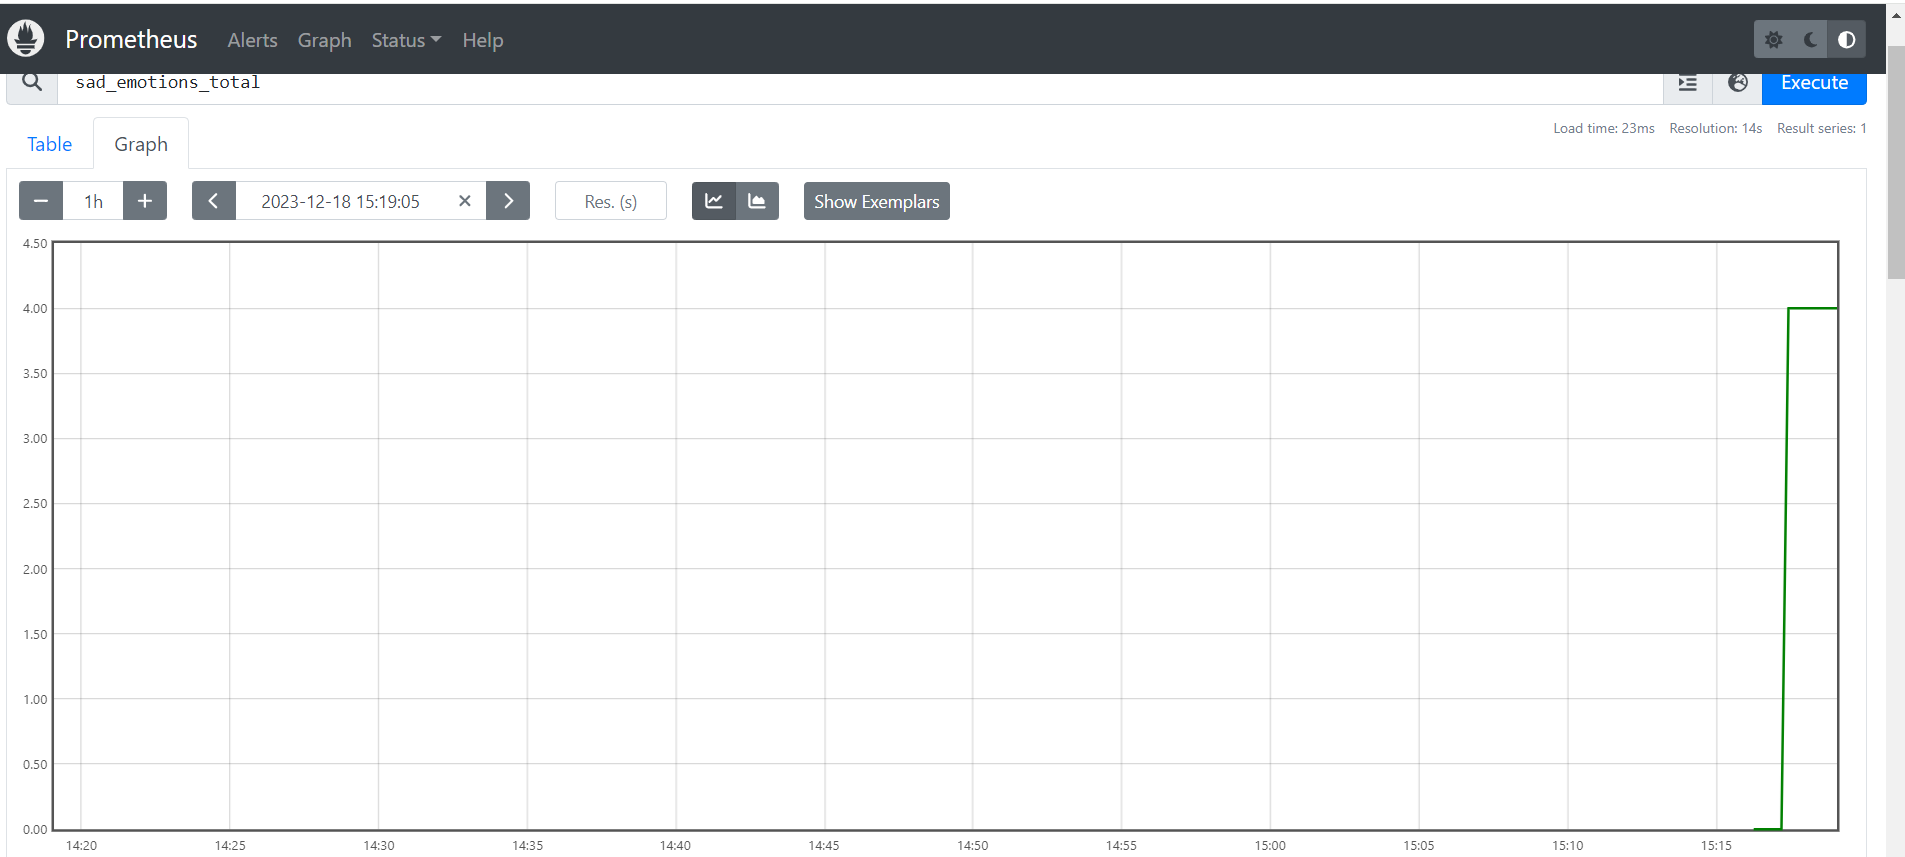 Prometheus Alerts Graph Status Help
sad_emotions_total Execute
Load time: 23ms Resolution: 14s Result series: 1
Table Graph
− 1h + 2023-12-18 15:19:05 × Res. (s) Show Exemplars
4.50
4.00
3.50
3.00
2.50
2.00
1.50
1.00
0.50
0.00
14:20 14:25 14:30 14:35 14:40 14:45 14:50 14:55 15:00 15:05 15:10 15:15